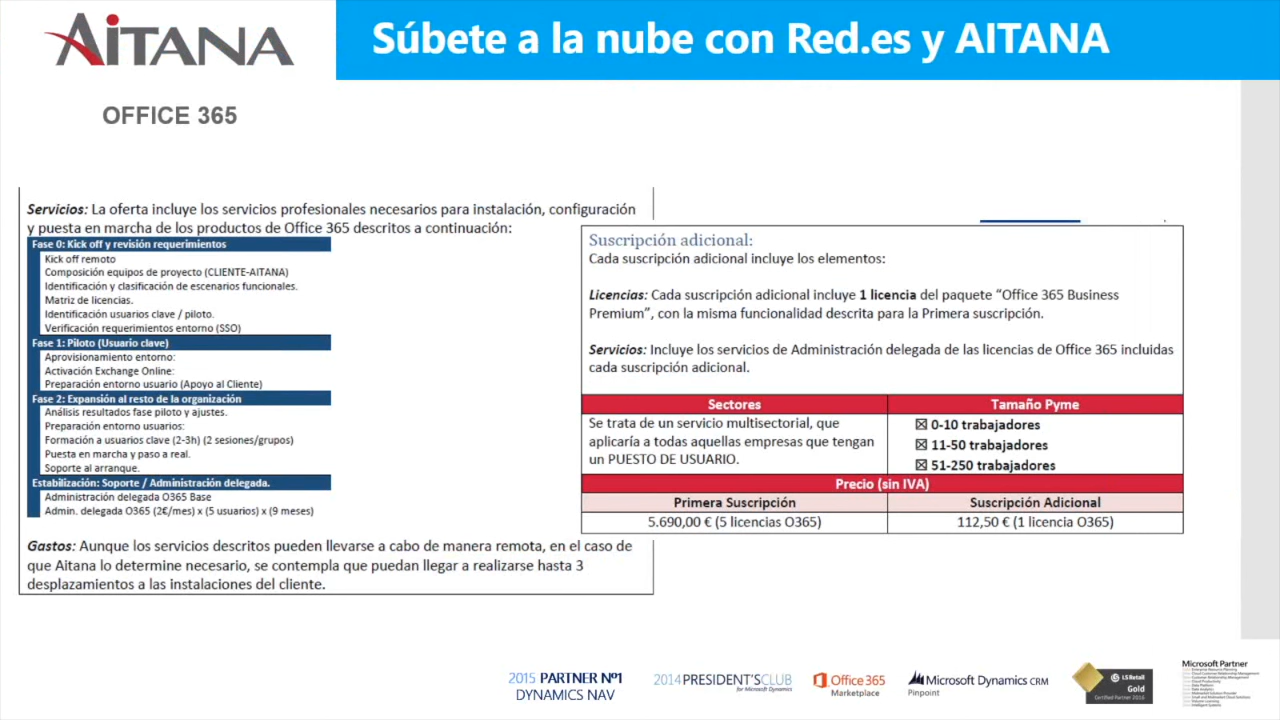 AiTANA
Súbete a la nube con Red.es y AITANA
OFFICE 365
Servicios: La oferta incluye los servicios profesionales necesarios para instalación, configuración
y puesta en marcha de los productos de Office 365 descritos a continuación:
Fase 0: Kick off y revisión requerimientos
Kick off remoto
Composición equipos de proyecto (CLIENTE-AITANA)
Identificación y clasificación de escenarios funcionales.
Matriz de licencias.
Identificación usuarios clave / piloto.
Verificación requerimientos entorno (SSO)
Fase 1: Piloto (Usuario clave)
Aprovisionamiento entorno:
Activación Exchange Online:
Preparación entorno usuario (Apoyo al Cliente)
Fase 2: Expansión al resto de la organización
Análisis resultados fase piloto y ajustes.
Preparación entorno usuarios:
Formación a usuarios clave (2-3h) (2 sesiones/grupos)
Puesta en marcha y paso a real.
Soporte al arranque.
Estabilización: Soporte / Administración delegada.
Administración delegada O365 Base
Admin. delegada O365 (2€/mes) x (5 usuarios) x (9 meses)
Gastos: Aunque los servicios descritos pueden llevarse a cabo de manera remota, en el caso de
que Aitana lo determine necesario, se contempla que puedan llegar a realizarse hasta 3
desplazamientos a las instalaciones del cliente.
Suscripción adicional:
Cada suscripción adicional incluye los elementos:
Licencias: Cada suscripción adicional incluye 1 licencia del paquete “Office 365 Business
Premium”, con la misma funcionalidad descrita para la Primera suscripción.
Servicios: Incluye los servicios de Administración delegada de las licencias de Office 365 incluidas
cada suscripción adicional.
Sectores Tamaño Pyme
Se trata de un servicio multisectorial, que
aplicaría a todas aquellas empresas que tengan
un PUESTO DE USUARIO.
☒ 0-10 trabajadores
☒ 11-50 trabajadores
☒ 51-250 trabajadores
Precio (sin IVA)
Primera Suscripción Suscripción Adicional
5.690,00 € (5 licencias O365) 112,50 € (1 licencia O365)
2015 PARTNER Nº1
DYNAMICS NAV
2014 PRESIDENT'S CLUB
for Microsoft Dynamics
Office 365
Marketplace
Microsoft Dynamics CRM
Pinpoint
LS Retail
Gold
Certified Partner 2016
Microsoft Partner